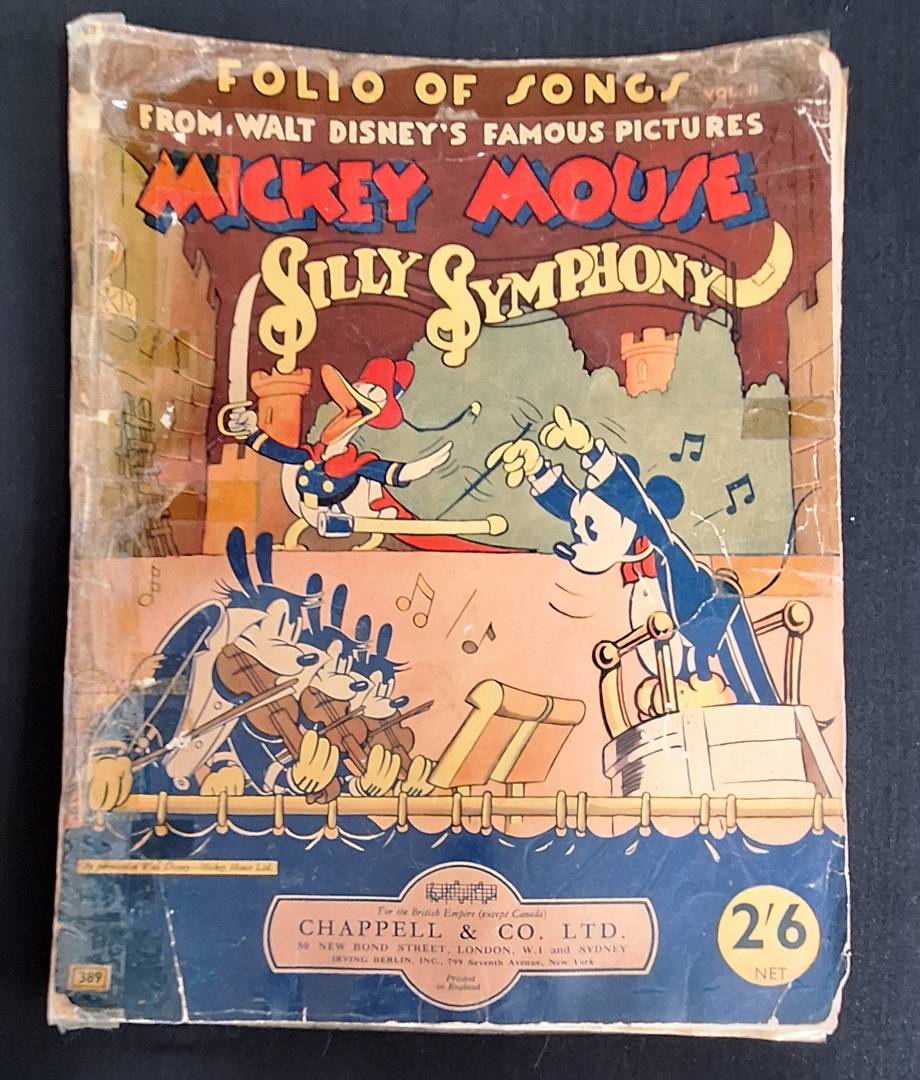 FOLIO OF SONGS VOL. II
FROM WALT DISNEY'S FAMOUS PICTURES
MICKEY MOUSE
SILLY SYMPHONY
By permission Walt Disney—Mickey Mouse Ltd.
For the British Empire (except Canada)
CHAPPELL & CO. LTD.
50 NEW BOND STREET, LONDON, W.1 and SYDNEY
IRVING BERLIN, INC., 799 Seventh Avenue, New York
Printed
in England
2'6
NET
389